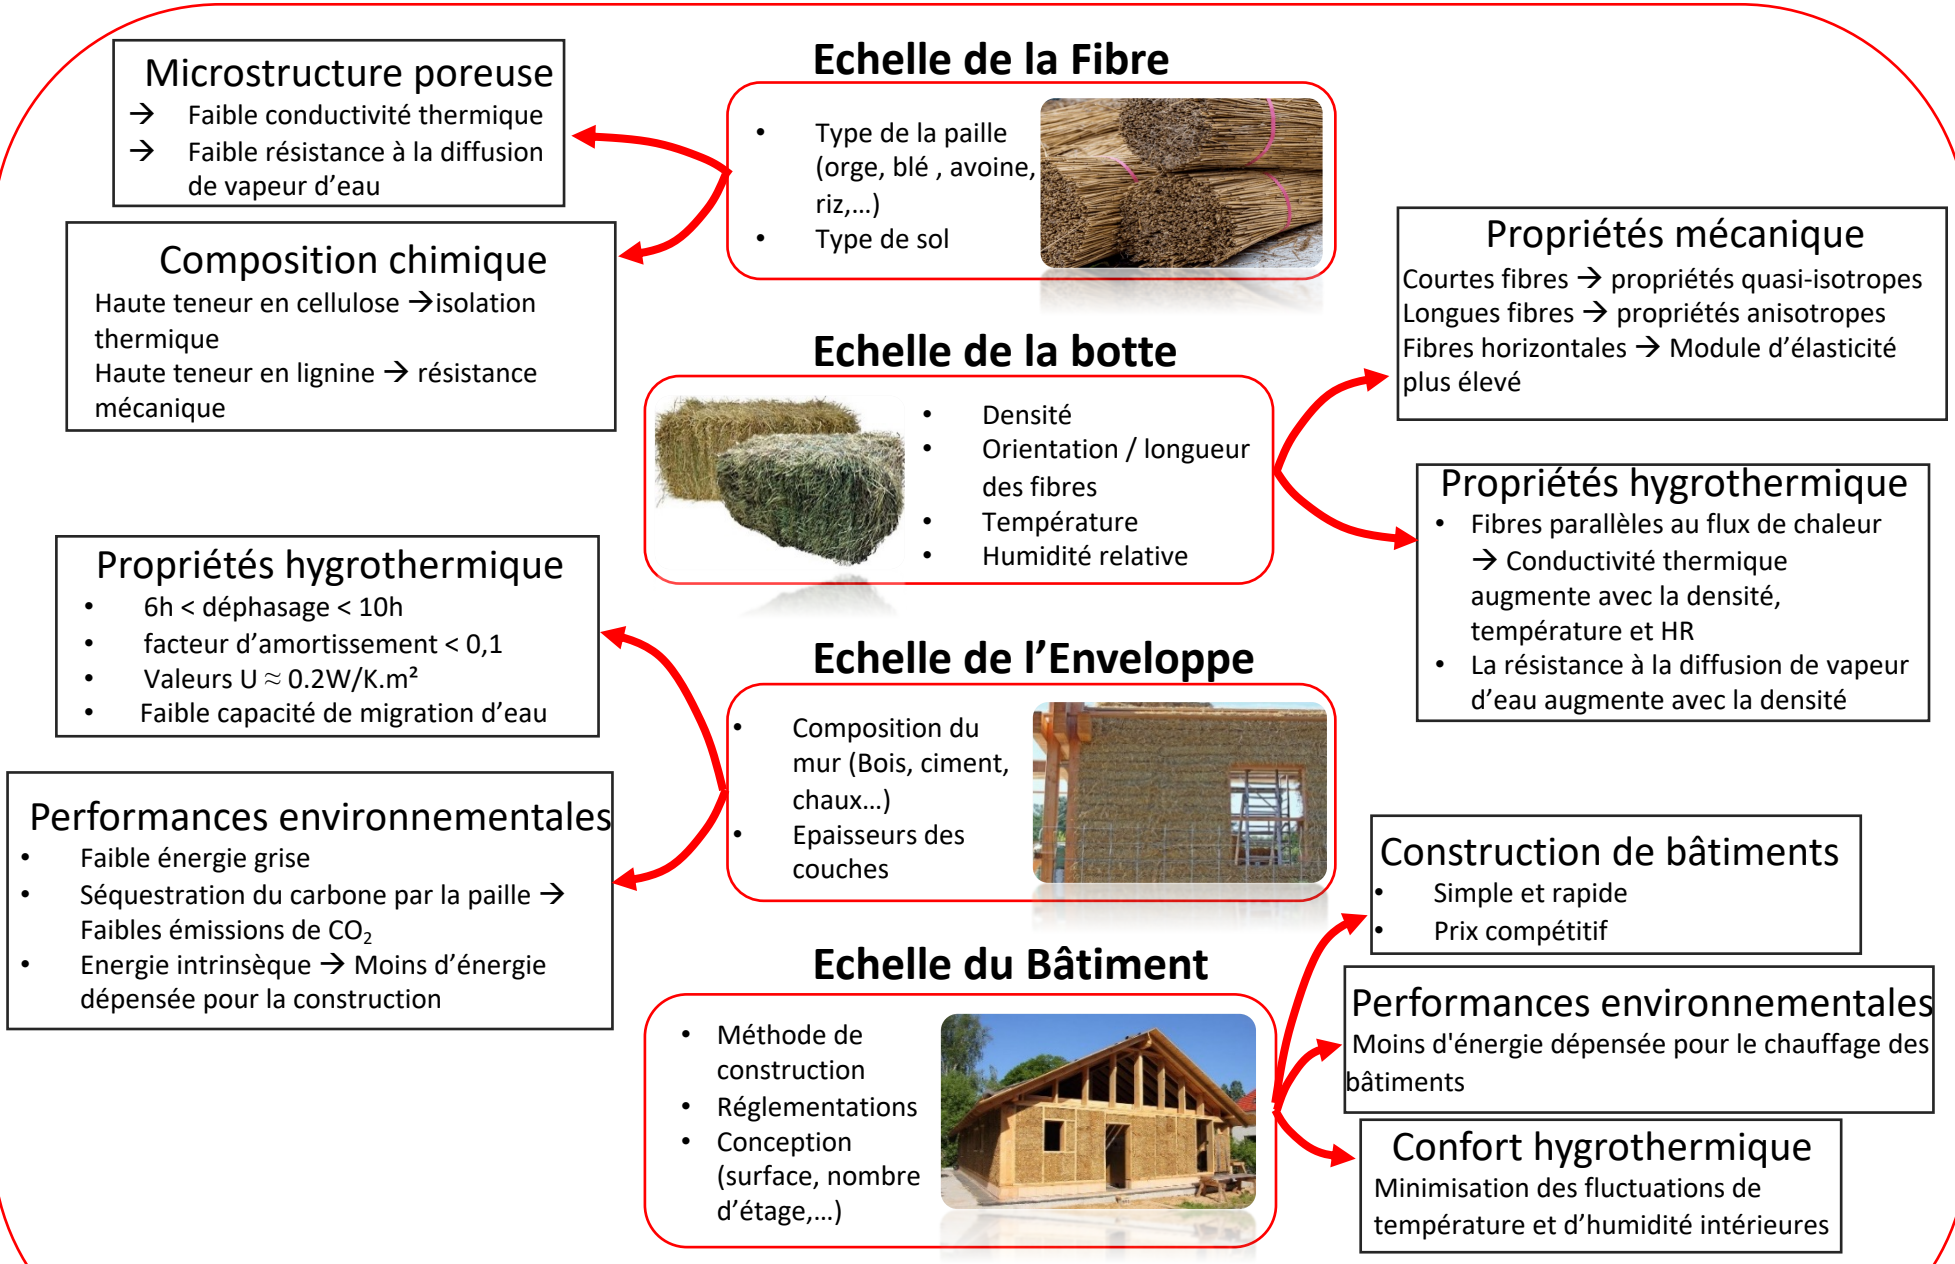 Echelle de la Fibre
• Type de la paille
(orge, blé , avoine,
riz,...)
• Type de sol
Microstructure poreuse
→ Faible conductivité thermique
→ Faible résistance à la diffusion
de vapeur d’eau
Composition chimique
Haute teneur en cellulose →isolation
thermique
Haute teneur en lignine → résistance
mécanique
Echelle de la botte
• Densité
• Orientation / longueur
des fibres
• Température
• Humidité relative
Propriétés mécanique
Courtes fibres → propriétés quasi-isotropes
Longues fibres → propriétés anisotropes
Fibres horizontales → Module d’élasticité
plus élevé
Propriétés hygrothermique
• Fibres parallèles au flux de chaleur
→ Conductivité thermique
augmente avec la densité,
température et HR
• La résistance à la diffusion de vapeur
d’eau augmente avec la densité
Echelle de l’Enveloppe
• Composition du
mur (Bois, ciment,
chaux...)
• Epaisseurs des
couches
Propriétés hygrothermique
• 6h < déphasage < 10h
• facteur d’amortissement < 0,1
• Valeurs U ≈ 0.2W/K.m²
• Faible capacité de migration d’eau
Performances environnementales
• Faible énergie grise
• Séquestration du carbone par la paille →
Faibles émissions de CO₂
• Energie intrinsèque → Moins d’énergie
dépensée pour la construction
Echelle du Bâtiment
• Méthode de
construction
• Réglementations
• Conception
(surface, nombre
d’étage,...)
Construction de bâtiments
• Simple et rapide
• Prix compétitif
Performances environnementales
Moins d'énergie dépensée pour le chauffage des
bâtiments
Confort hygrothermique
Minimisation des fluctuations de
température et d’humidité intérieures